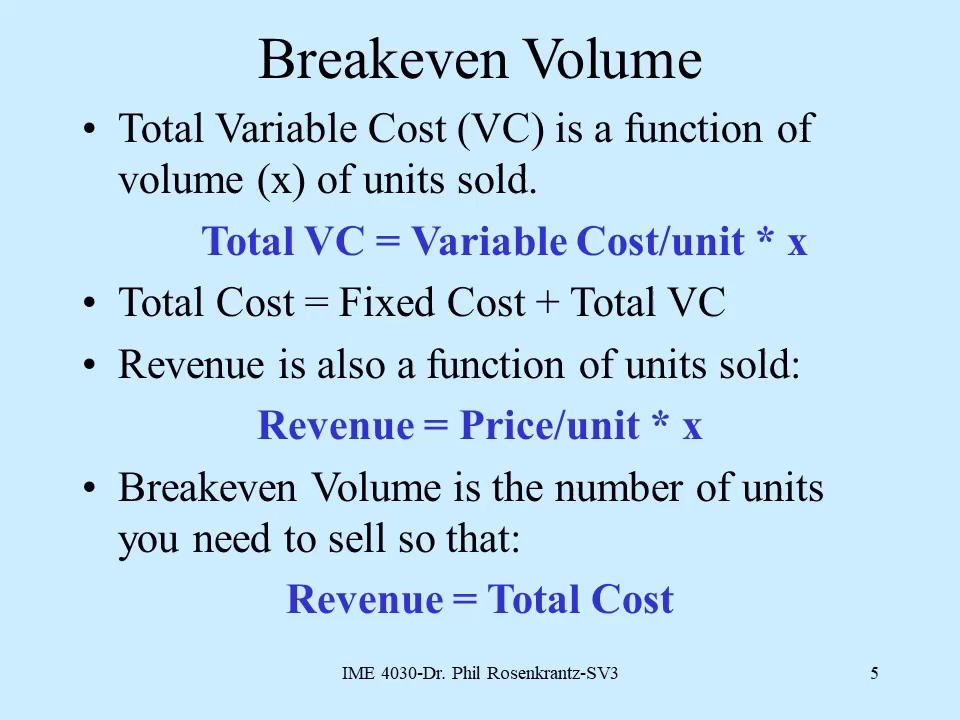 Breakeven Volume
• Total Variable Cost (VC) is a function of
volume (x) of units sold.
Total VC = Variable Cost/unit * x
• Total Cost = Fixed Cost + Total VC
• Revenue is also a function of units sold:
Revenue = Price/unit * x
• Breakeven Volume is the number of units
you need to sell so that:
Revenue = Total Cost
IME 4030-Dr. Phil Rosenkrantz-SV3
5